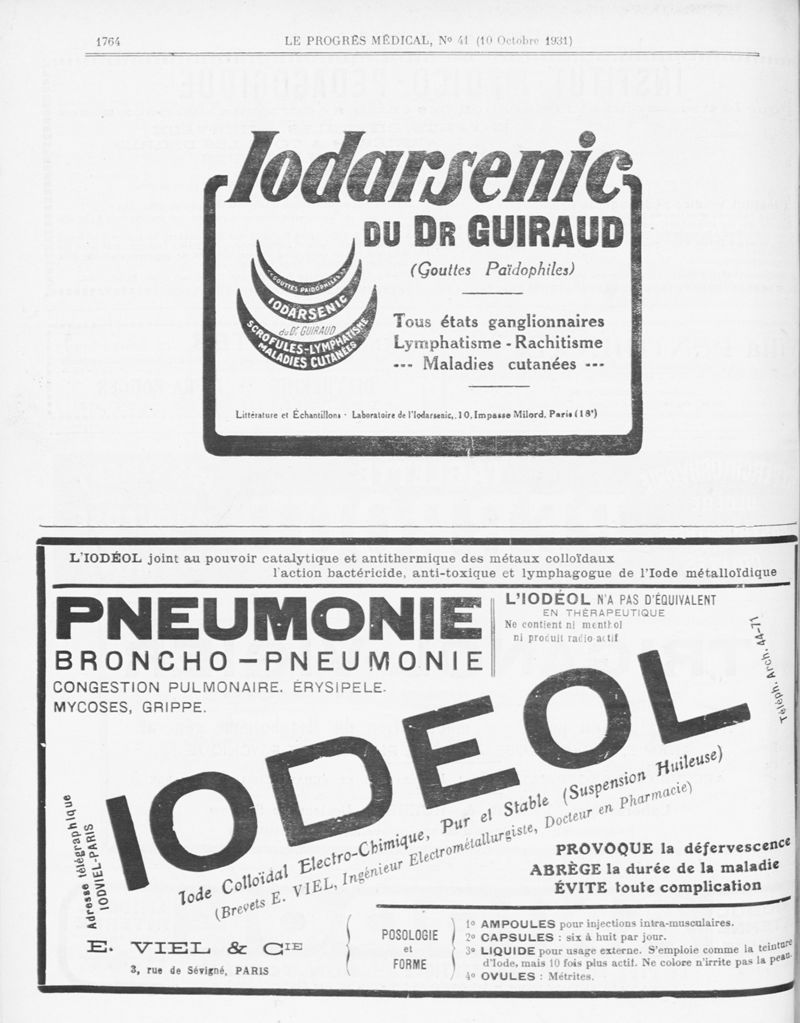 1764
LE PROGRÈS MÉDICAL, Nº 41 (10 Octobre 1931)
Iodarsenic
DU DR GUIRAUD
(Gouttes Païdophiles)
«GOUTTES PAÏDOPHILES»
IODARSENIC
du Dr. GUIRAUD
SCROFULES-LYMPHATISME
MALADIES CUTANÉES
Tous états ganglionnaires
Lymphatisme - Rachitisme
--- Maladies cutanées ---
Littérature et Échantillons · Laboratoire de l'Iodarsenic, 10, Impasse Milord, Paris (18e)
L'IODÉOL joint au pouvoir catalytique et antithermique des métaux colloïdaux
l'action bactéricide, anti-toxique et lymphagogue de l'Iode métalloïdique
PNEUMONIE
BRONCHO-PNEUMONIE
CONGESTION PULMONAIRE. ÉRYSIPELE.
MYCOSES, GRIPPE.
L'IODÉOL N'A PAS D'ÉQUIVALENT
EN THÉRAPEUTIQUE
Ne contient ni menthol
ni produit radio-actif
Téléph. Arch. 44-71
IODEOL
Iode Colloïdal Electro-Chimique, Pur et Stable (Suspension Huileuse)
(Brevets E. VIEL, Ingénieur Electrométallurgiste, Docteur en Pharmacie)
Adresse télégraphique
IODVIEL-PARIS
PROVOQUE la défervescence
ABRÈGE la durée de la maladie
ÉVITE toute complication
E. VIEL & CIE
3, rue de Sévigné, PARIS
POSOLOGIE
et
FORME
1º AMPOULES pour injections intra-musculaires.
2º CAPSULES : six à huit par jour.
3º LIQUIDE pour usage externe. S'emploie comme la teinture
d'Iode, mais 10 fois plus actif. Ne colore n'irrite pas la peau.
4º OVULES : Métrites.